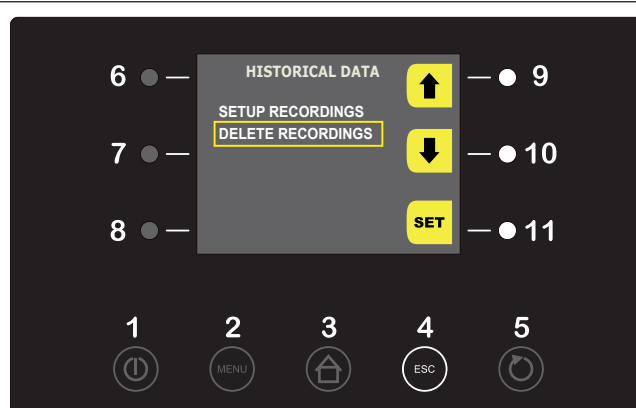 HISTORICAL DATA
6
9
SETUP RECORDINGS
DELETE RECORDINGS
7
10
8
SET
11
1 2 3 4 5
MENU
ESC